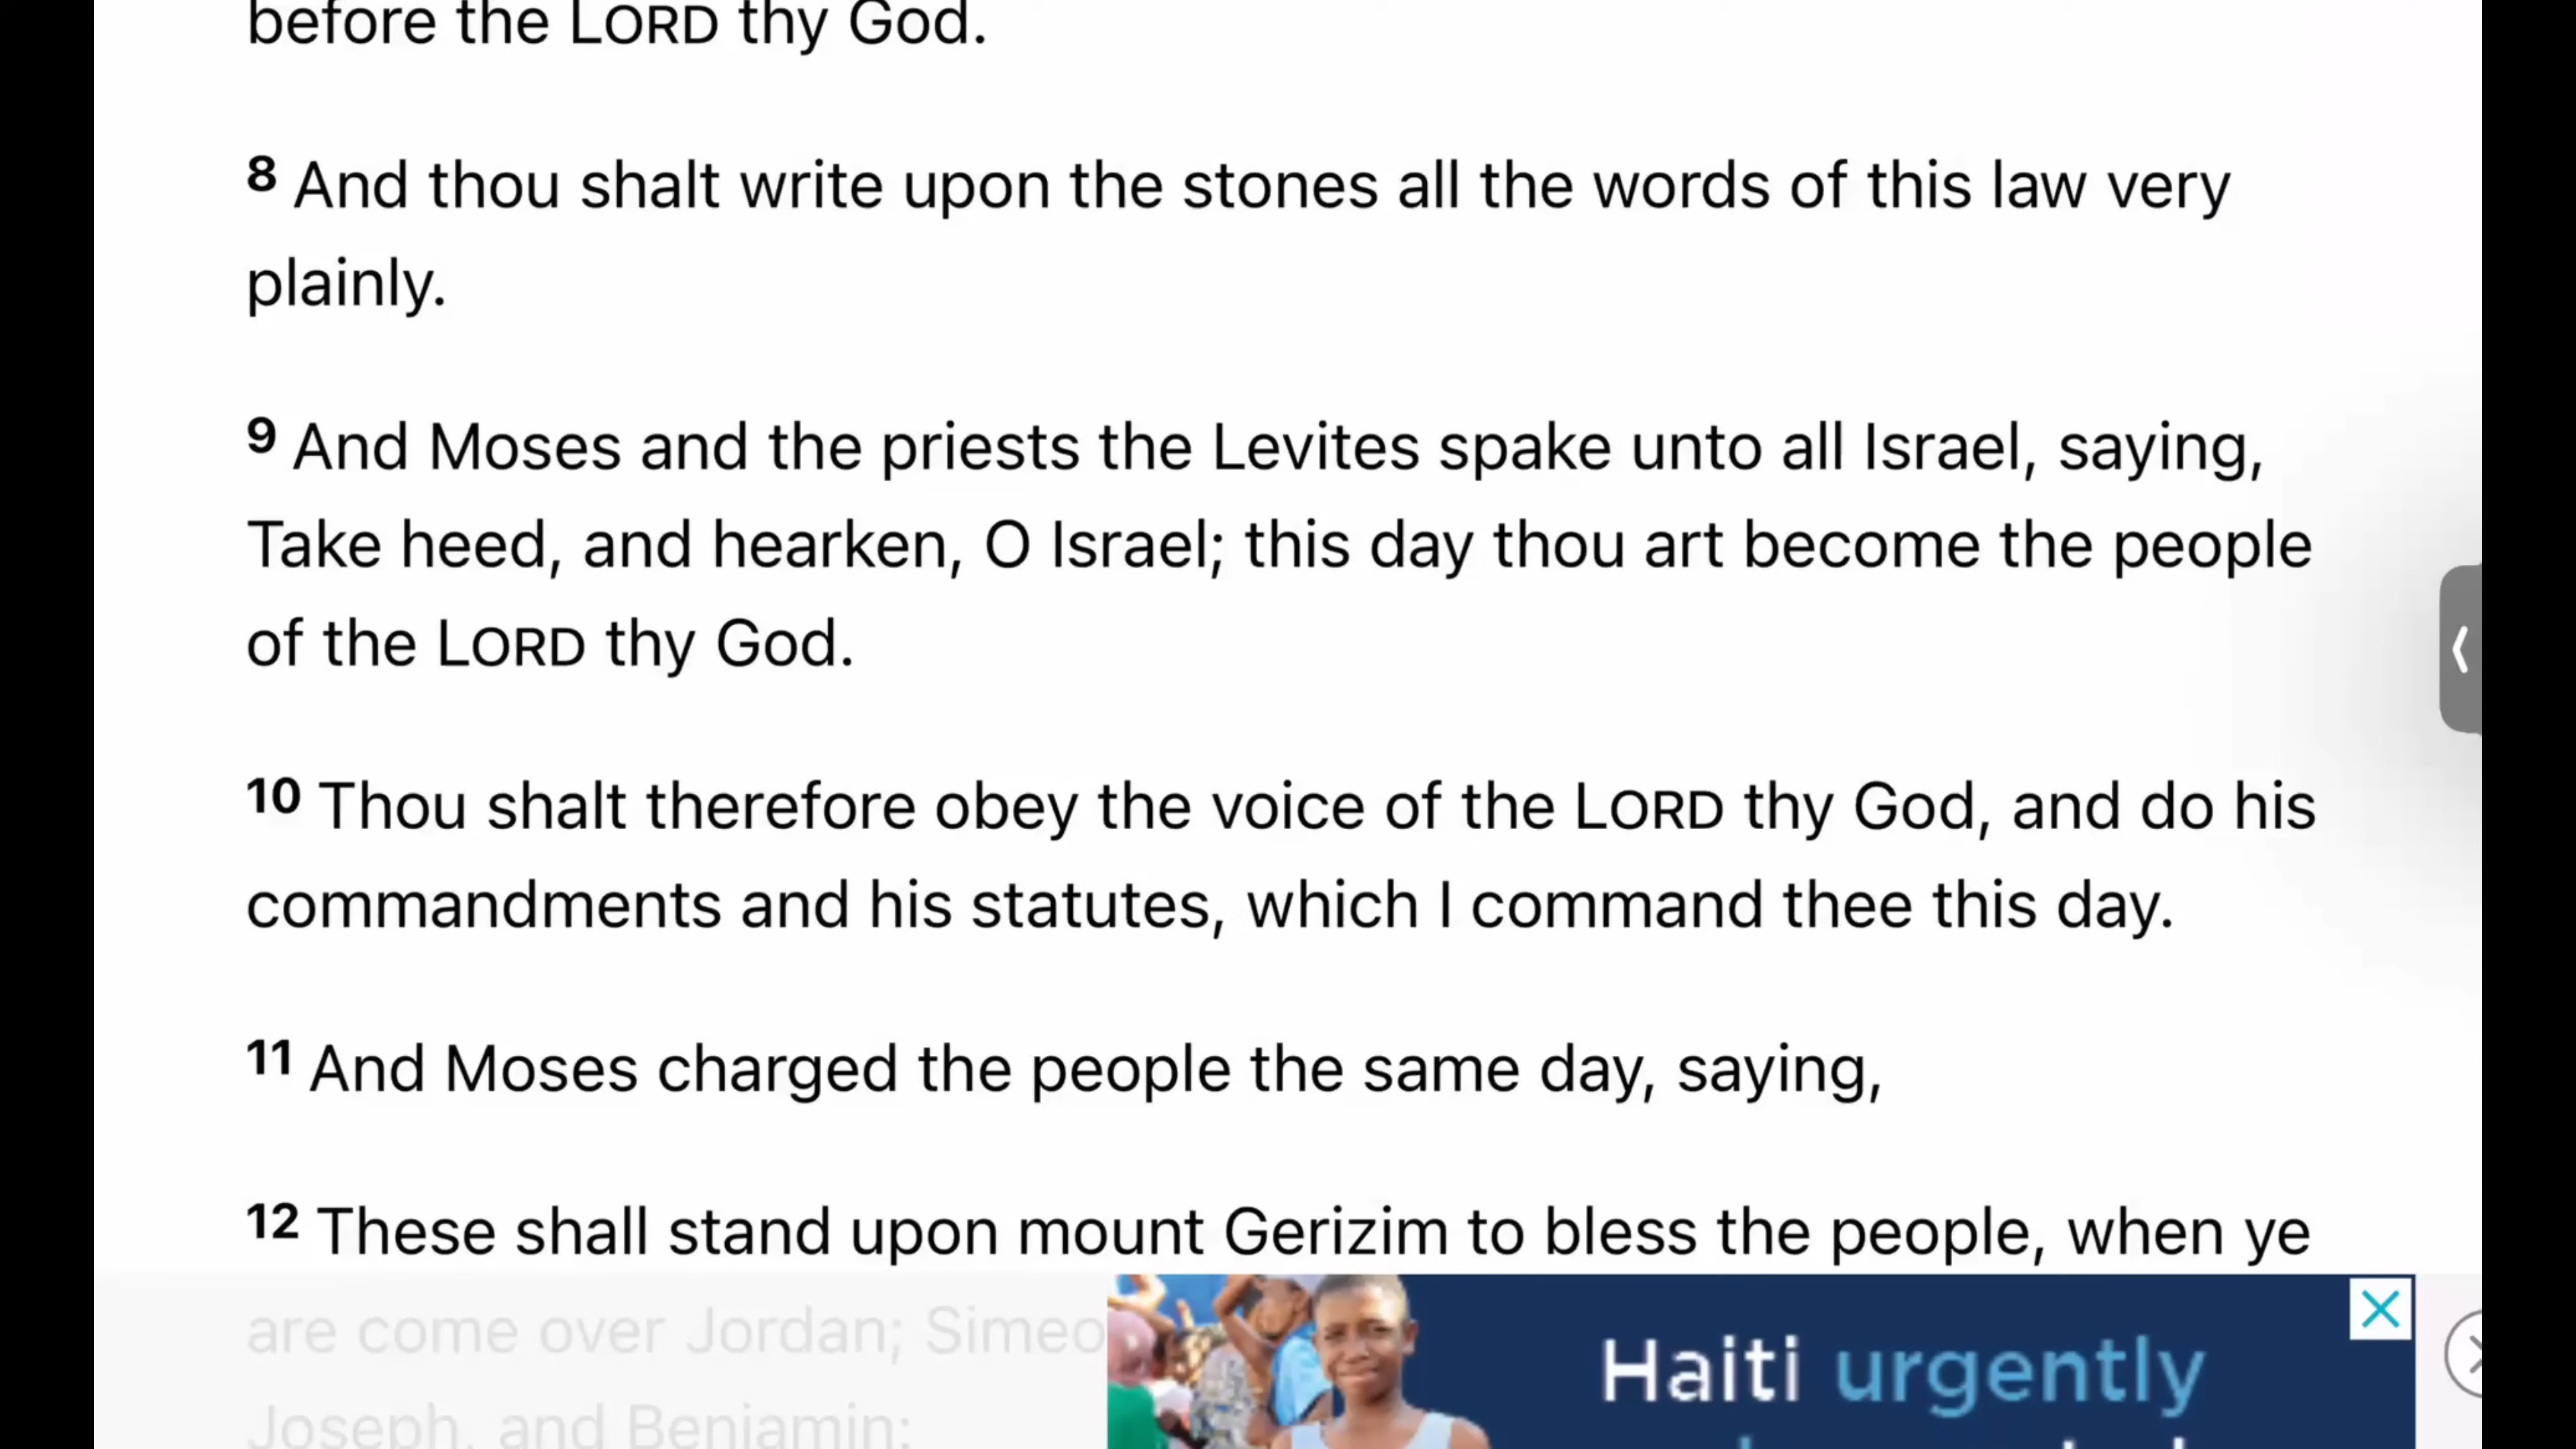 before the LORD thy God.
8 And thou shalt write upon the stones all the words of this law very
plainly.
9 And Moses and the priests the Levites spake unto all Israel, saying,
Take heed, and hearken, O Israel; this day thou art become the people
of the LORD thy God.
10 Thou shalt therefore obey the voice of the LORD thy God, and do his
commandments and his statutes, which I command thee this day.
11 And Moses charged the people the same day, saying,
12 These shall stand upon mount Gerizim to bless the people, when ye
are come over Jordan; Simeo
Joseph, and Benjamin:
Haiti urgently